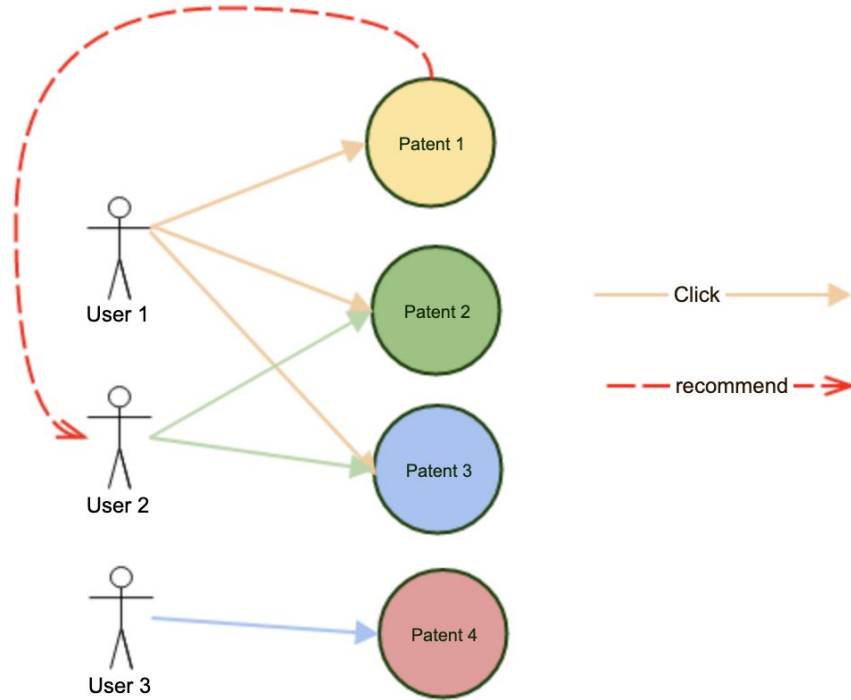 Patent 1
User 1
Patent 2
Click
recommend
User 2
Patent 3
User 3
Patent 4